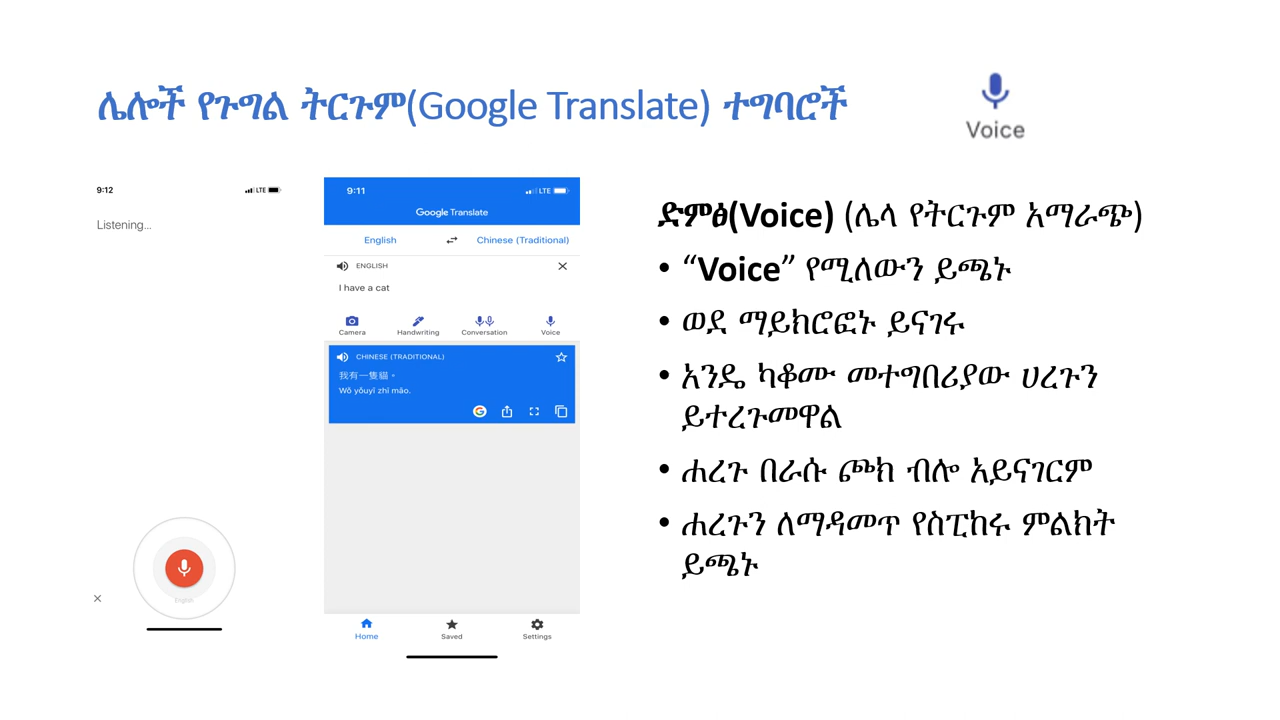 ሌሎች የጉግል ትርጉም(Google Translate) ተግባሮች
Voice
9:12
LTE
Listening...
English
9:11
LTE
Google Translate
English
Chinese (Traditional)
ENGLISH
I have a cat
Camera
Handwriting
Conversation
Voice
CHINESE (TRADITIONAL)
我有一隻貓。
Wǒ yǒuyī zhī māo.
Home
Saved
Settings
ድምፅ(Voice) (ሌላ የትርጉም አማራጭ)
• “Voice” የሚለውን ይጫኑ
• ወደ ማይክሮፎኑ ይናገሩ
• አንዴ ካቆሙ መተግበሪያው ሀረጉን
ይተረጉመዋል
• ሐረጉ በራሱ ጮክ ብሎ አይናገርም
• ሐረጉን ለማዳመጥ የስፒከሩ ምልክት
ይጫኑ